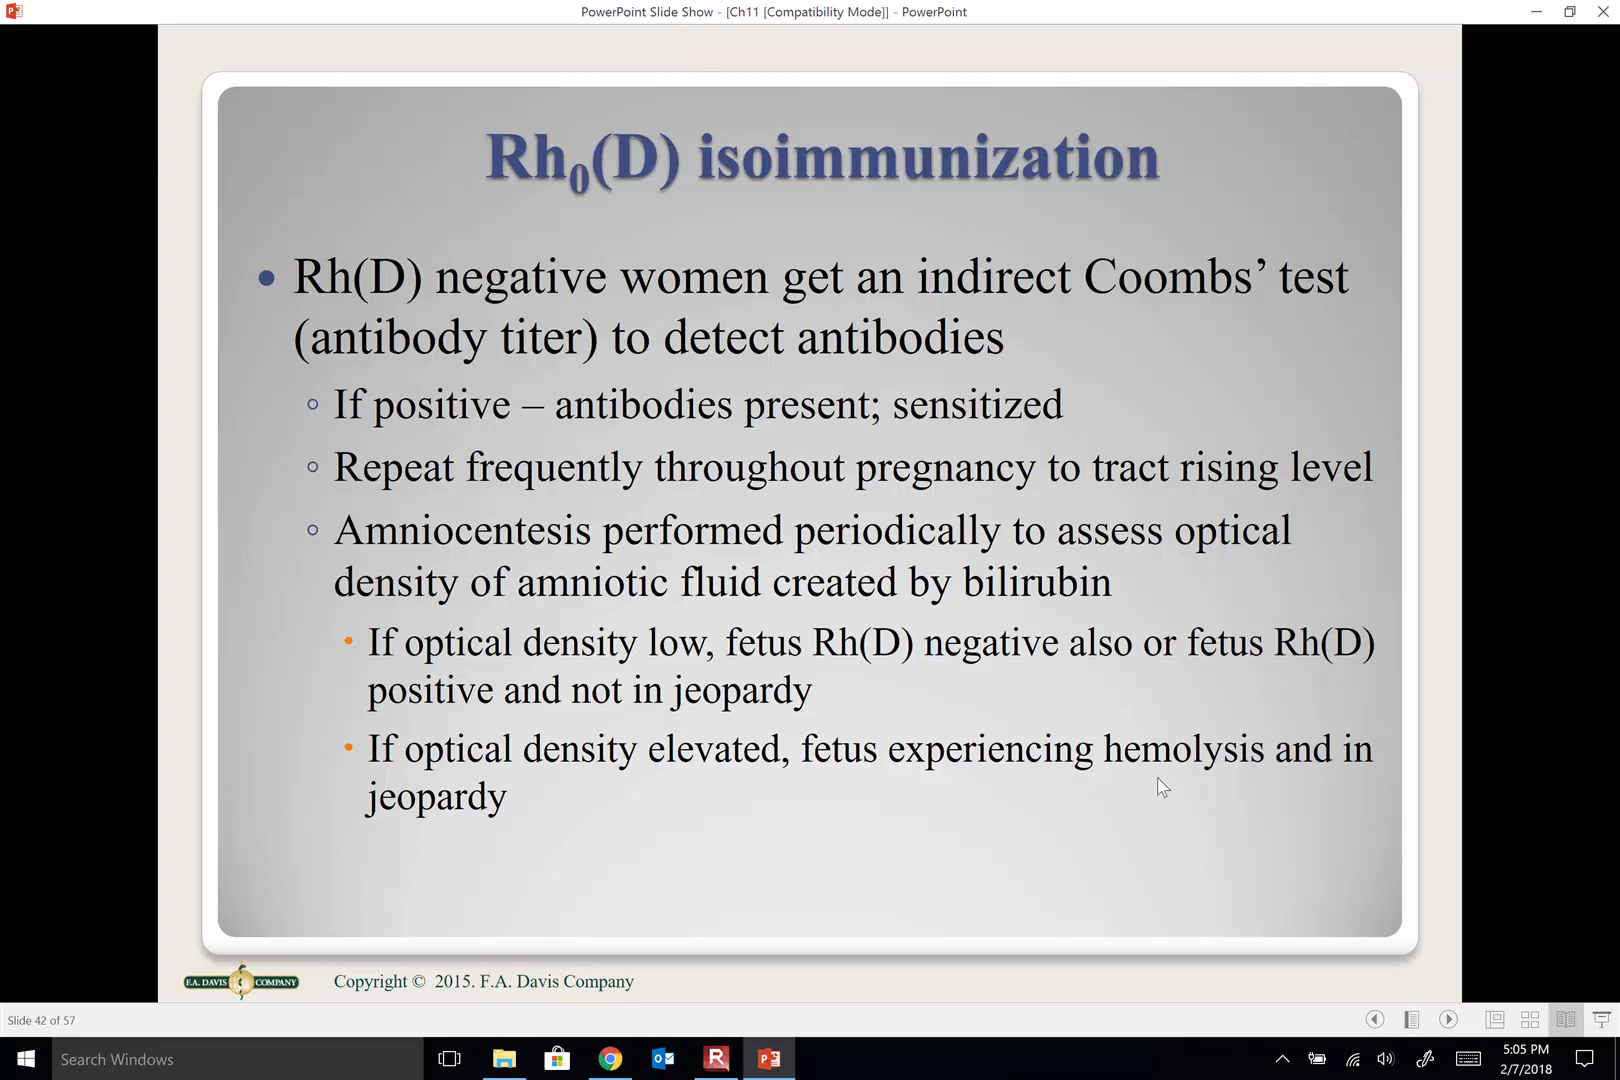 PowerPoint Slide Show - [Ch11 [Compatibility Mode]] - PowerPoint
Rh₀(D) isoimmunization
• Rh(D) negative women get an indirect Coombs’ test
(antibody titer) to detect antibodies
◦ If positive – antibodies present; sensitized
◦ Repeat frequently throughout pregnancy to tract rising level
◦ Amniocentesis performed periodically to assess optical
density of amniotic fluid created by bilirubin
• If optical density low, fetus Rh(D) negative also or fetus Rh(D)
positive and not in jeopardy
• If optical density elevated, fetus experiencing hemolysis and in
jeopardy
F.A. DAVIS COMPANY
Copyright © 2015. F.A. Davis Company
Slide 42 of 57
Search Windows
5:05 PM
2/7/2018